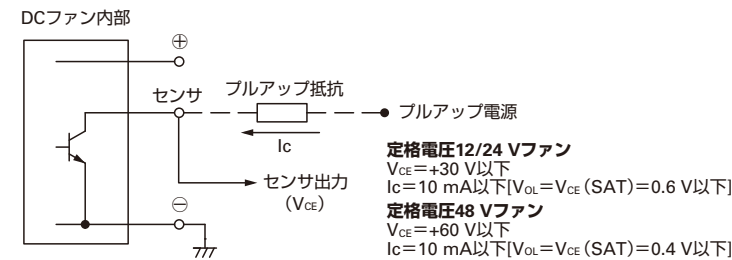 DCファン内部
⊕
センサ
プルアップ抵抗
プルアップ電源
Ic
センサ出力
(VCE)
⊖
定格電圧12/24 Vファン
VCE=+30 V以下
Ic=10 mA以下[VOL=VCE(SAT)=0.6 V以下]
定格電圧48 Vファン
VCE=+60 V以下
Ic=10 mA以下[VOL=VCE(SAT)=0.4 V以下]